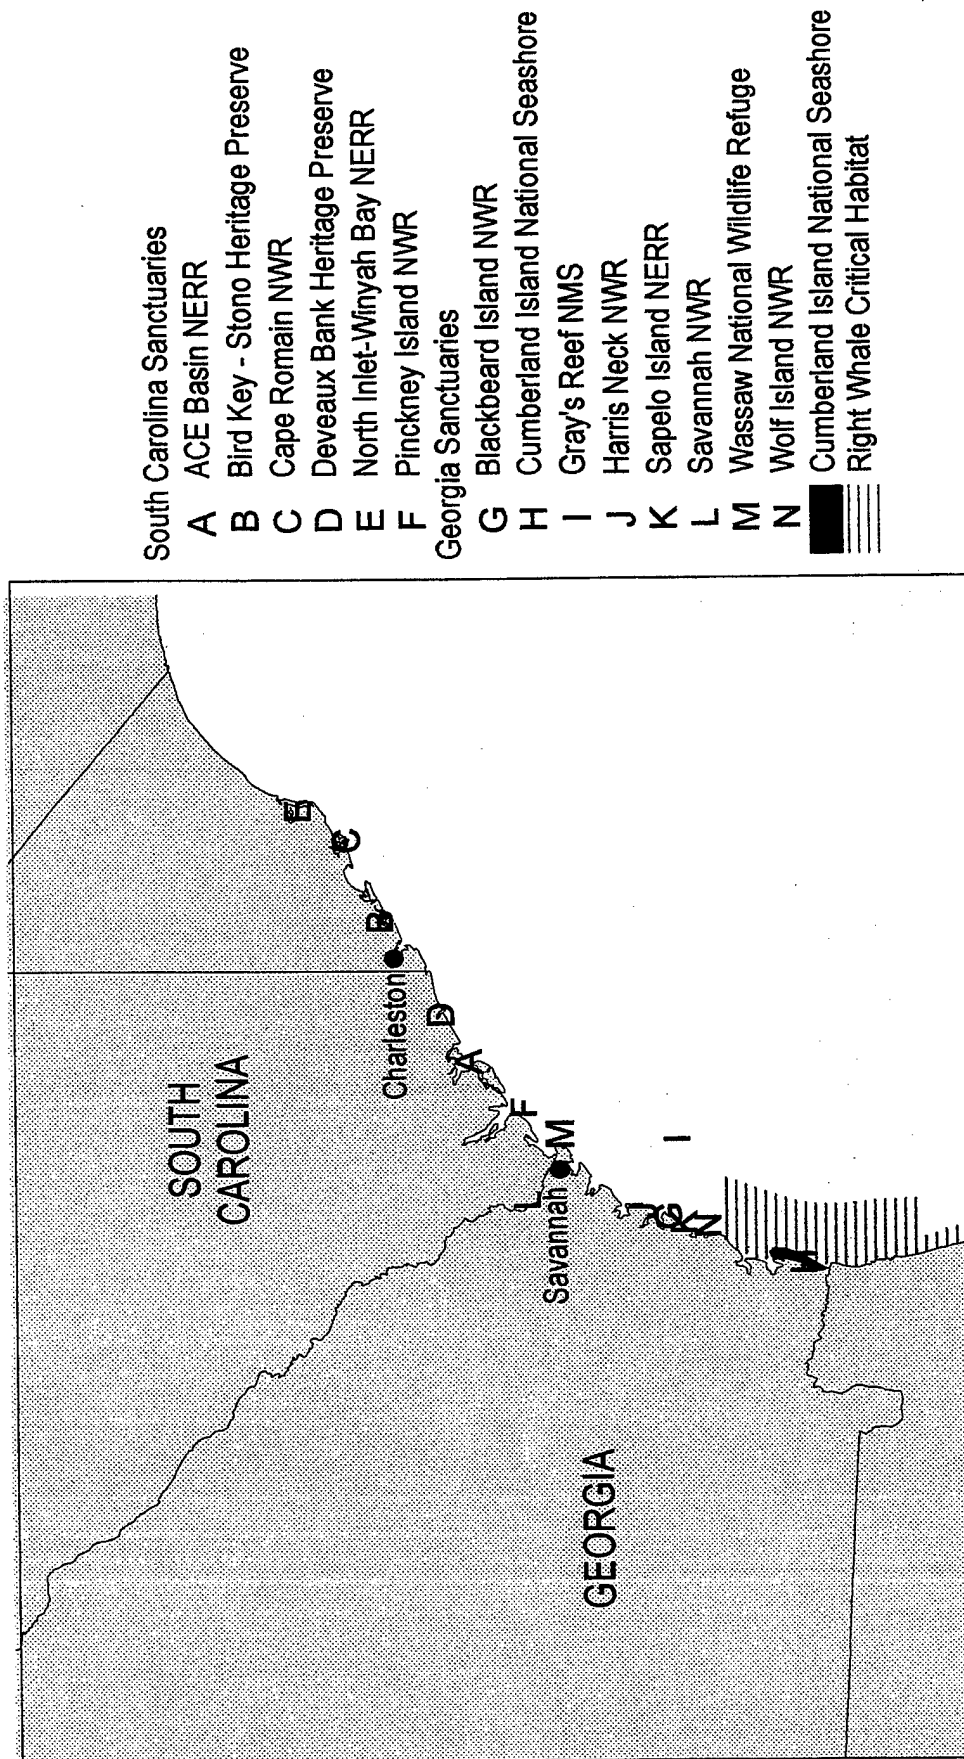 SOUTH
CAROLINA
Charleston
E
C
B
D
A
F
M
L
Savannah
I
J
G
K
N
H
GEORGIA
South Carolina Sanctuaries
A ACE Basin NERR
B Bird Key - Stono Heritage Preserve
C Cape Romain NWR
D Deveaux Bank Heritage Preserve
E North Inlet-Winyah Bay NERR
F Pinckney Island NWR
Georgia Sanctuaries
G Blackbeard Island NWR
H Cumberland Island National Seashore
I Gray's Reef NMS
J Harris Neck NWR
K Sapelo Island NERR
L Savannah NWR
M Wassaw National Wildlife Refuge
N Wolf Island NWR
Cumberland Island National Seashore
Right Whale Critical Habitat